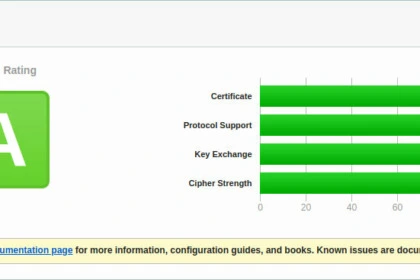 Rating
A
Certificate
Protocol Support
Key Exchange
Cipher Strength
0 20 40 60
umentation page for more information, configuration guides, and books. Known issues are docu